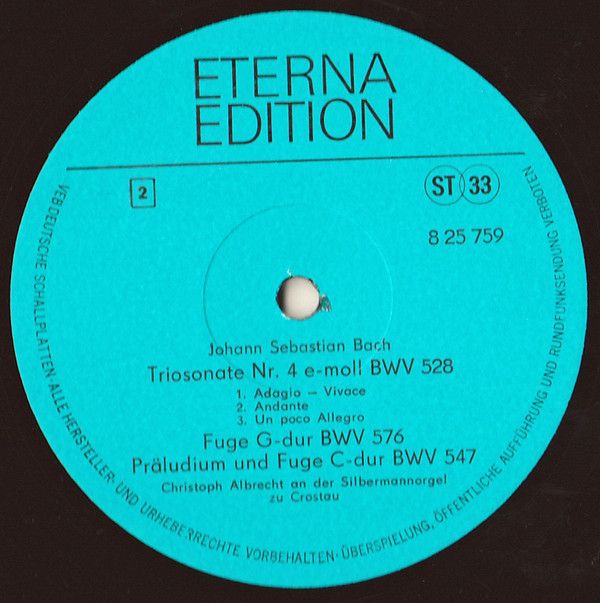 ETERNA
EDITION
2
ST 33
8 25 759
Johann Sebastian Bach
Triosonate Nr. 4 e-moll BWV 528
1. Adagio – Vivace
2. Andante
3. Un poco Allegro
Fuge G-dur BWV 576
Präludium und Fuge C-dur BWV 547
Christoph Albrecht an der Silbermannorgel
zu Crostau
VEB DEUTSCHE SCHALLPLATTEN · ALLE HERSTELLER- UND URHEBERRECHTE VORBEHALTEN · ÜBERSPIELUNG, ÖFFENTLICHE AUFFÜHRUNG UND RUNDFUNKSENDUNG VERBOTEN